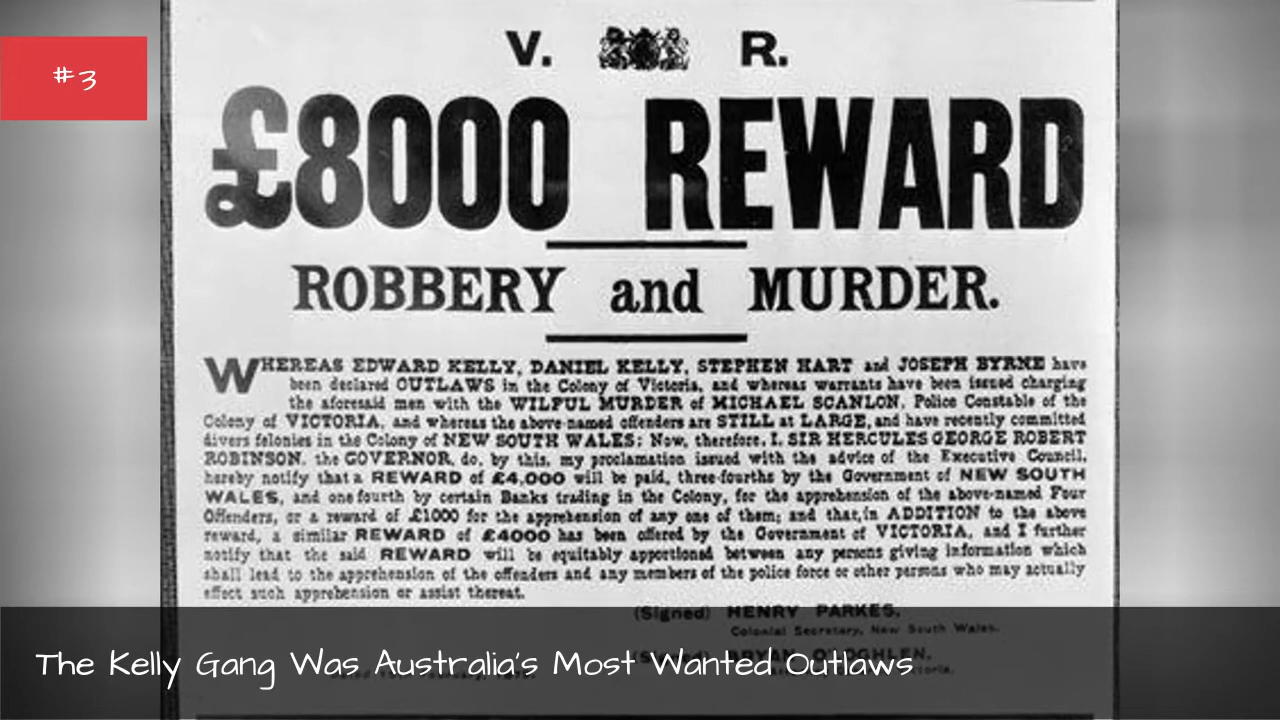 V. R.
#3
£8000 REWARD
ROBBERY and MURDER.
WHEREAS EDWARD KELLY, DANIEL KELLY, STEPHEN HART and JOSEPH BYRNE have
been declared OUTLAWS in the Colony of Victoria, and whereas warrants have been issued charging
the aforesaid men with the WILFUL MURDER of MICHAEL SCANLON, Police Constable of the
Colony of VICTORIA, and whereas the above-named offenders are STILL at LARGE, and have recently committed
divers felonies in the Colony of NEW SOUTH WALES: Now, therefore, I, SIR HERCULES GEORGE ROBERT
ROBINSON, the GOVERNOR, do, by this, my proclamation issued with the advice of the Executive Council,
hereby notify that a REWARD of £4,000 will be paid, three-fourths by the Government of NEW SOUTH
WALES, and one fourth by certain Banks trading in the Colony, for the apprehension of the above-named Four
Offenders, or a reward of £1000 for the apprehension of any one of them; and that, in ADDITION to the above
reward, a similar REWARD of £4000 has been offered by the Government of VICTORIA, and I further
notify that the said REWARD will be equitably apportioned between any persons giving information which
shall lead to the apprehension of the offenders and any members of the police force or other persons who may actually
effect such apprehension or assist thereat.
(Signed) HENRY PARKES,
Colonial Secretary, New South Wales.
The Kelly Gang Was Australia's Most Wanted Outlaws